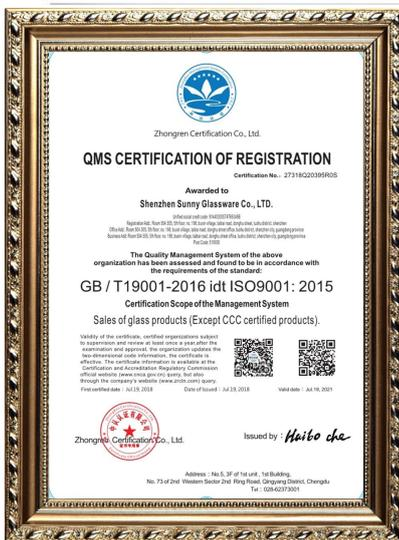 Zhongren Certification Co., Ltd.
QMS CERTIFICATION OF REGISTRATION
Certification No.: 27318Q20395R0S
Awarded to
Shenzhen Sunny Glassware Co., LTD.
The Quality Management System of the above
organization has been assessed and found to be in accordance with
the requirements of the standard:
GB / T19001-2016 idt ISO9001: 2015
Certification Scope of the Management System
Sales of glass products (Except CCC certified products).
Validity of the certificate, certified organizations subject
to supervision and review at least once a year.after the
examination and approval, the organization updates the
two-dimensional code information, the certificate is
effective. The certificate information is available at the
Certification and Accreditation Regulatory Commission
official website (www.cnca.gov.cn) query, but also
through the company's website (www.zrcts.com) query.
First certified date : Jul.19, 2018 Date of Issued : Jul.19, 2018 Valid date : Jul.18, 2021
Zhongren Certification Co., Ltd.
Issued by : Haibo che
Address : No.5, 3F of 1st unit , 1st Building,
No. 73 of 2nd Western Sector 2nd Ring Road, Qingyang District, Chengdu
Tel : 028-62373001